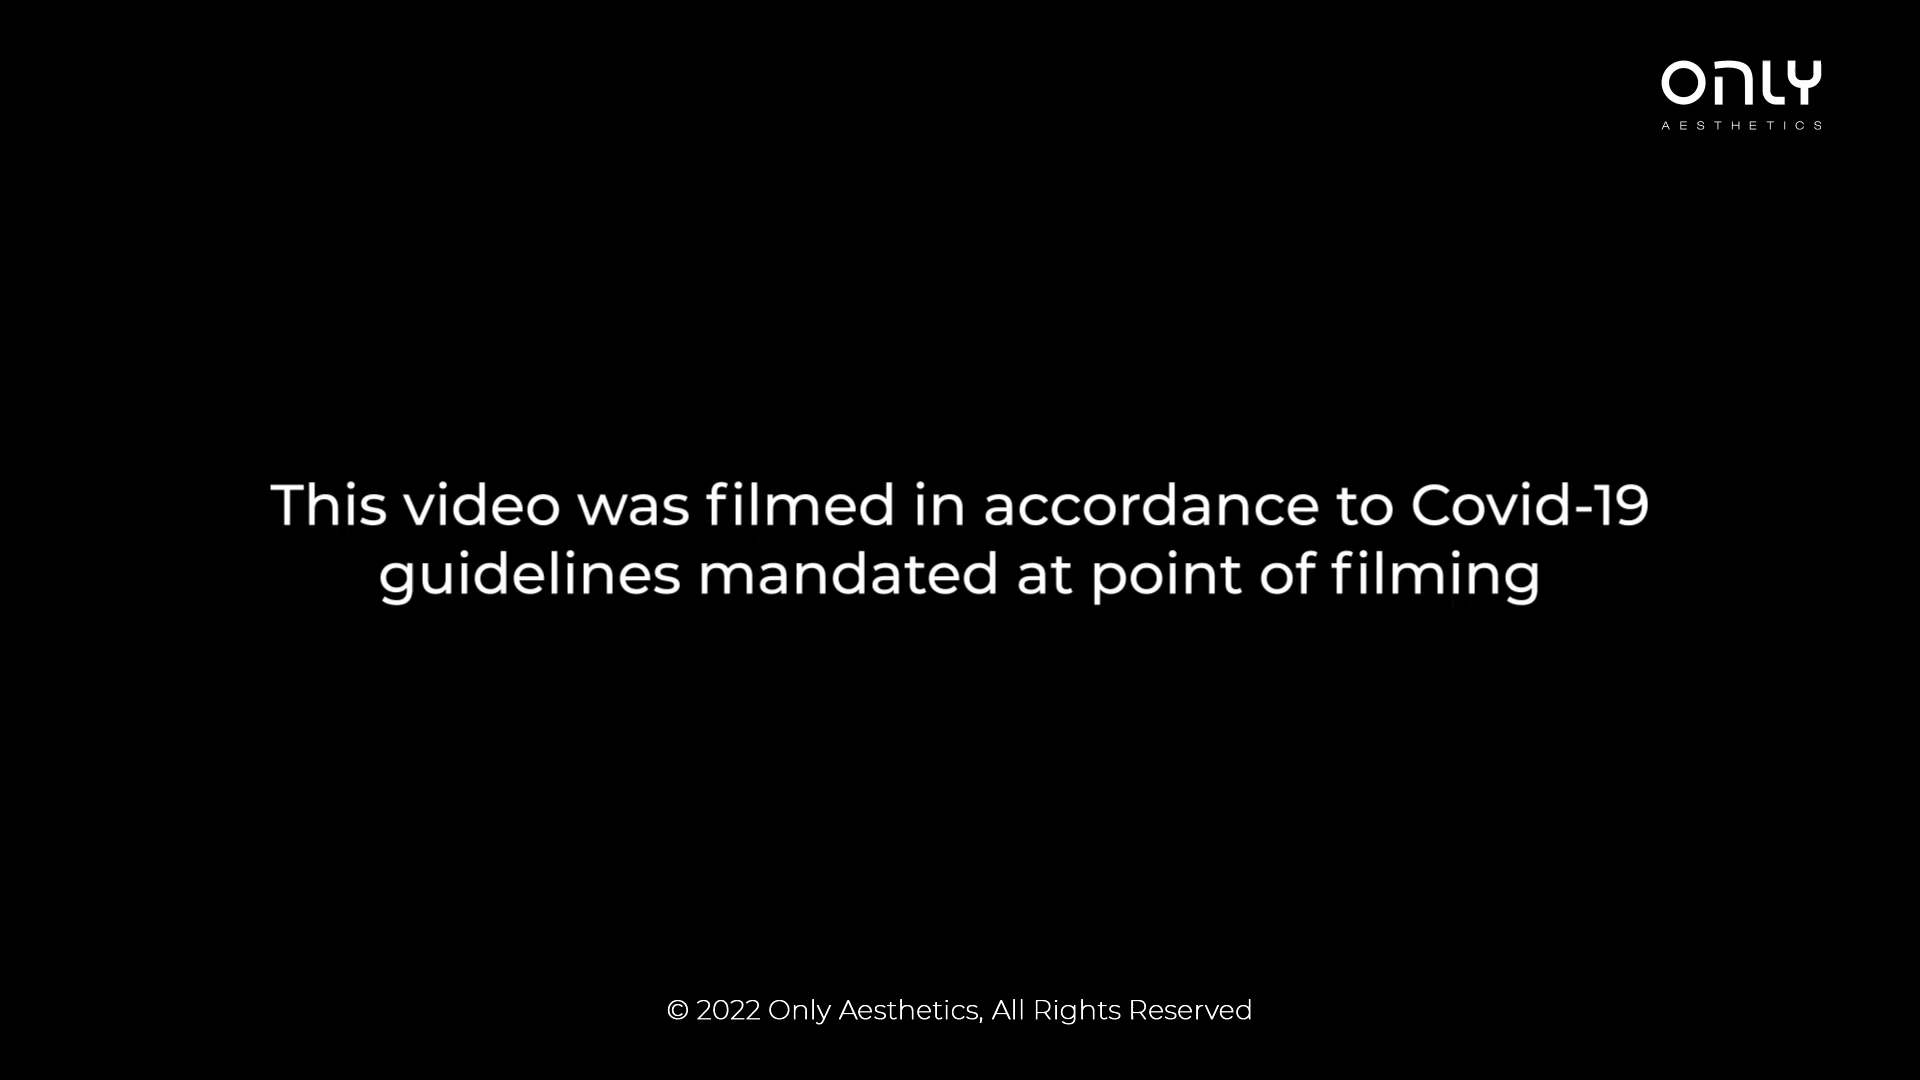 ONLY
AESTHETICS
This video was filmed in accordance to Covid-19
guidelines mandated at point of filming
© 2022 Only Aesthetics, All Rights Reserved